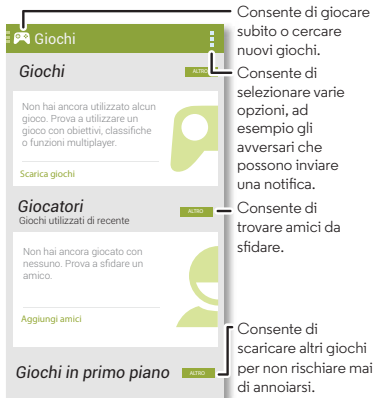 Giochi
Giochi
ALTRO
Non hai ancora utilizzato alcun
gioco. Prova a utilizzare un
gioco con obiettivi, classifiche
o funzioni multiplayer.
Scarica giochi
Giocatori
Giochi utilizzati di recente
ALTRO
Non hai ancora giocato con
nessuno. Prova a sfidare un
amico.
Aggiungi amici
Giochi in primo piano
ALTRO
Consente di giocare
subito o cercare
nuovi giochi.
Consente di
selezionare varie
opzioni, ad
esempio gli
avversari che
possono inviare
una notifica.
Consente di
trovare amici da
sfidare.
Consente di
scaricare altri giochi
per non rischiare mai
di annoiarsi.